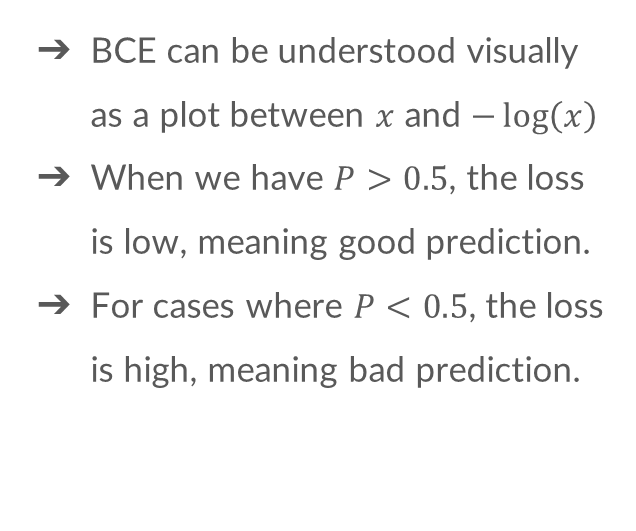 ➔ BCE can be understood visually
as a plot between x and − log(x)
➔ When we have P > 0.5, the loss
is low, meaning good prediction.
➔ For cases where P < 0.5, the loss
is high, meaning bad prediction.